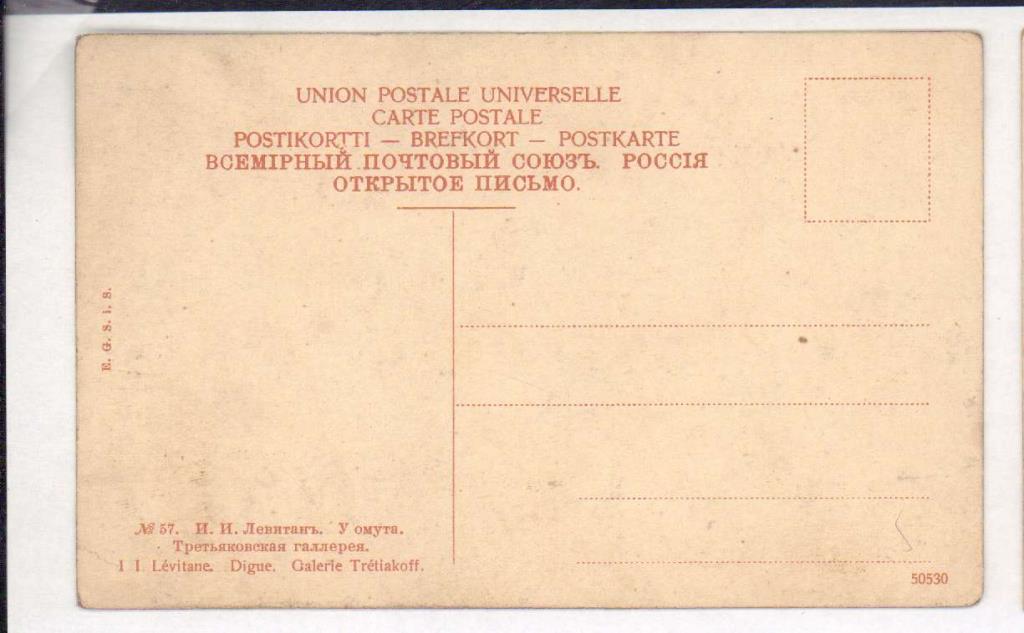 UNION POSTALE UNIVERSELLE
CARTE POSTALE
POSTIKORTTI — BREFKORT — POSTKARTE
ВСЕМІРНЫЙ ПОЧТОВЫЙ СОЮЗЪ. РОССІЯ
ОТКРЫТОЕ ПИСЬМО.
E. G. S. i. S.
№ 57. И. И. Левитанъ. У омута.
Третьяковская галлерея.
I I. Lévitane. Digue. Galerie Trétiakoff.
50530